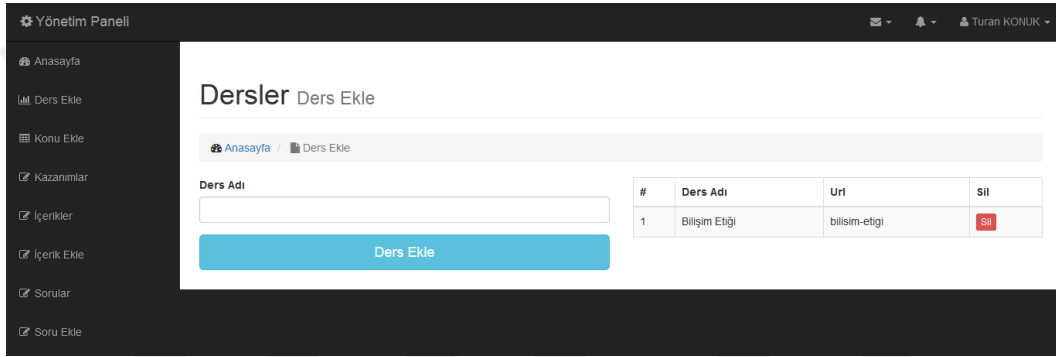 Yönetim Paneli
Turan KONUK
Anasayfa
Ders Ekle
Konu Ekle
Kazanımlar
İçerikler
İçerik Ekle
Sorular
Soru Ekle
Dersler Ders Ekle
Anasayfa / Ders Ekle
Ders Adı
Ders Ekle
# Ders Adı Url Sil
1 Bilişim Etiği bilisim-etigi Sil